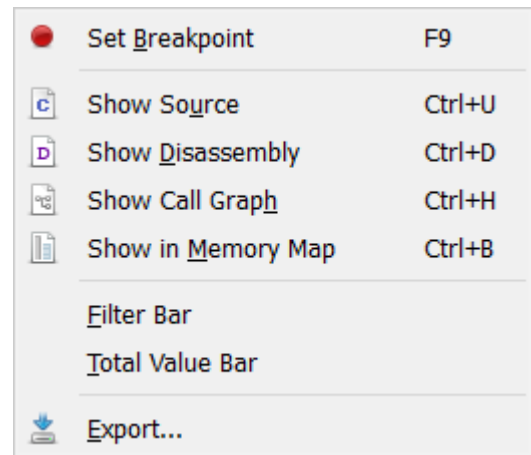 Set Breakpoint F9
C Show Source Ctrl+U
D Show Disassembly Ctrl+D
Show Call Graph Ctrl+H
Show in Memory Map Ctrl+B
Filter Bar
Total Value Bar
Export...